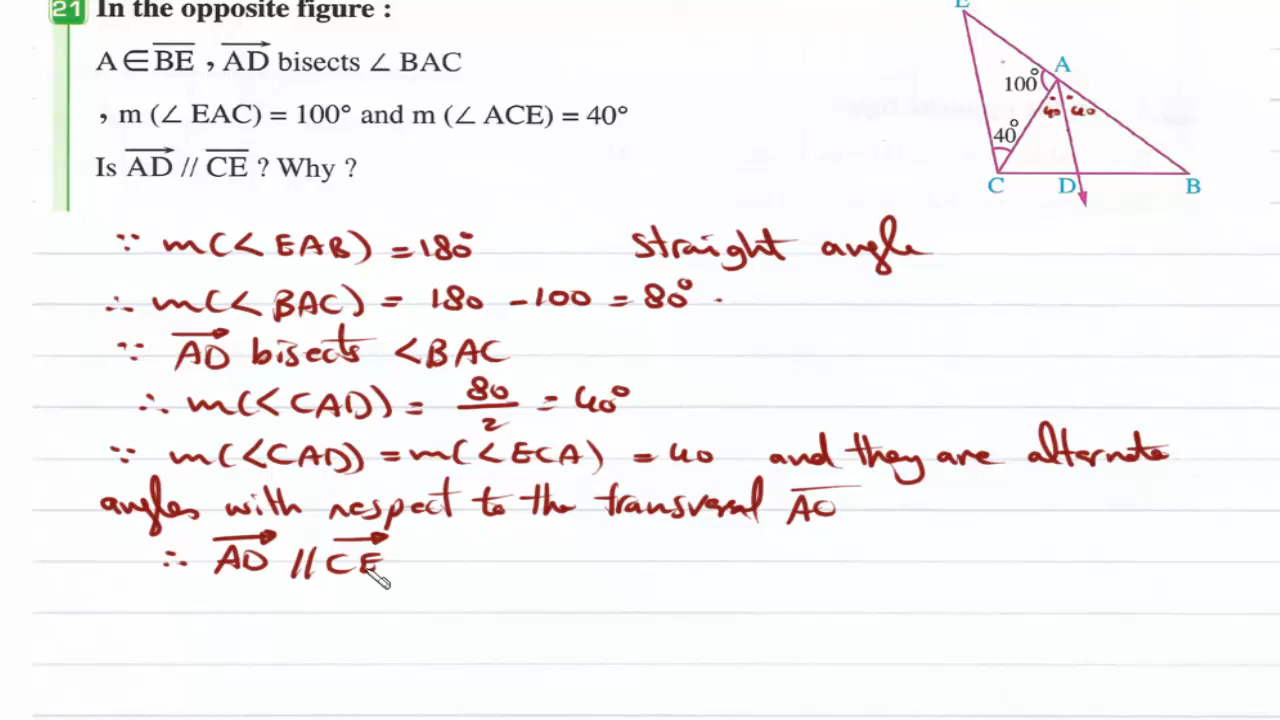 21 In the opposite figure :
A ∈ BE , AD bisects ∠ BAC
, m (∠ EAC) = 100° and m (∠ ACE) = 40°
Is AD // CE ? Why ?
E
A
100°
40 40
40°
C D B
∵ m(<EAB) = 180° straight angle
∴ m(<BAC) = 180 - 100 = 80° .
∵ AD bisects <BAC
∴ m(<CAD) = 80/2 = 40°
∵ m(<CAD) = m(<ECA) = 40 and they are alternate
angles with respect to the transversal AC
∴ AD // CE